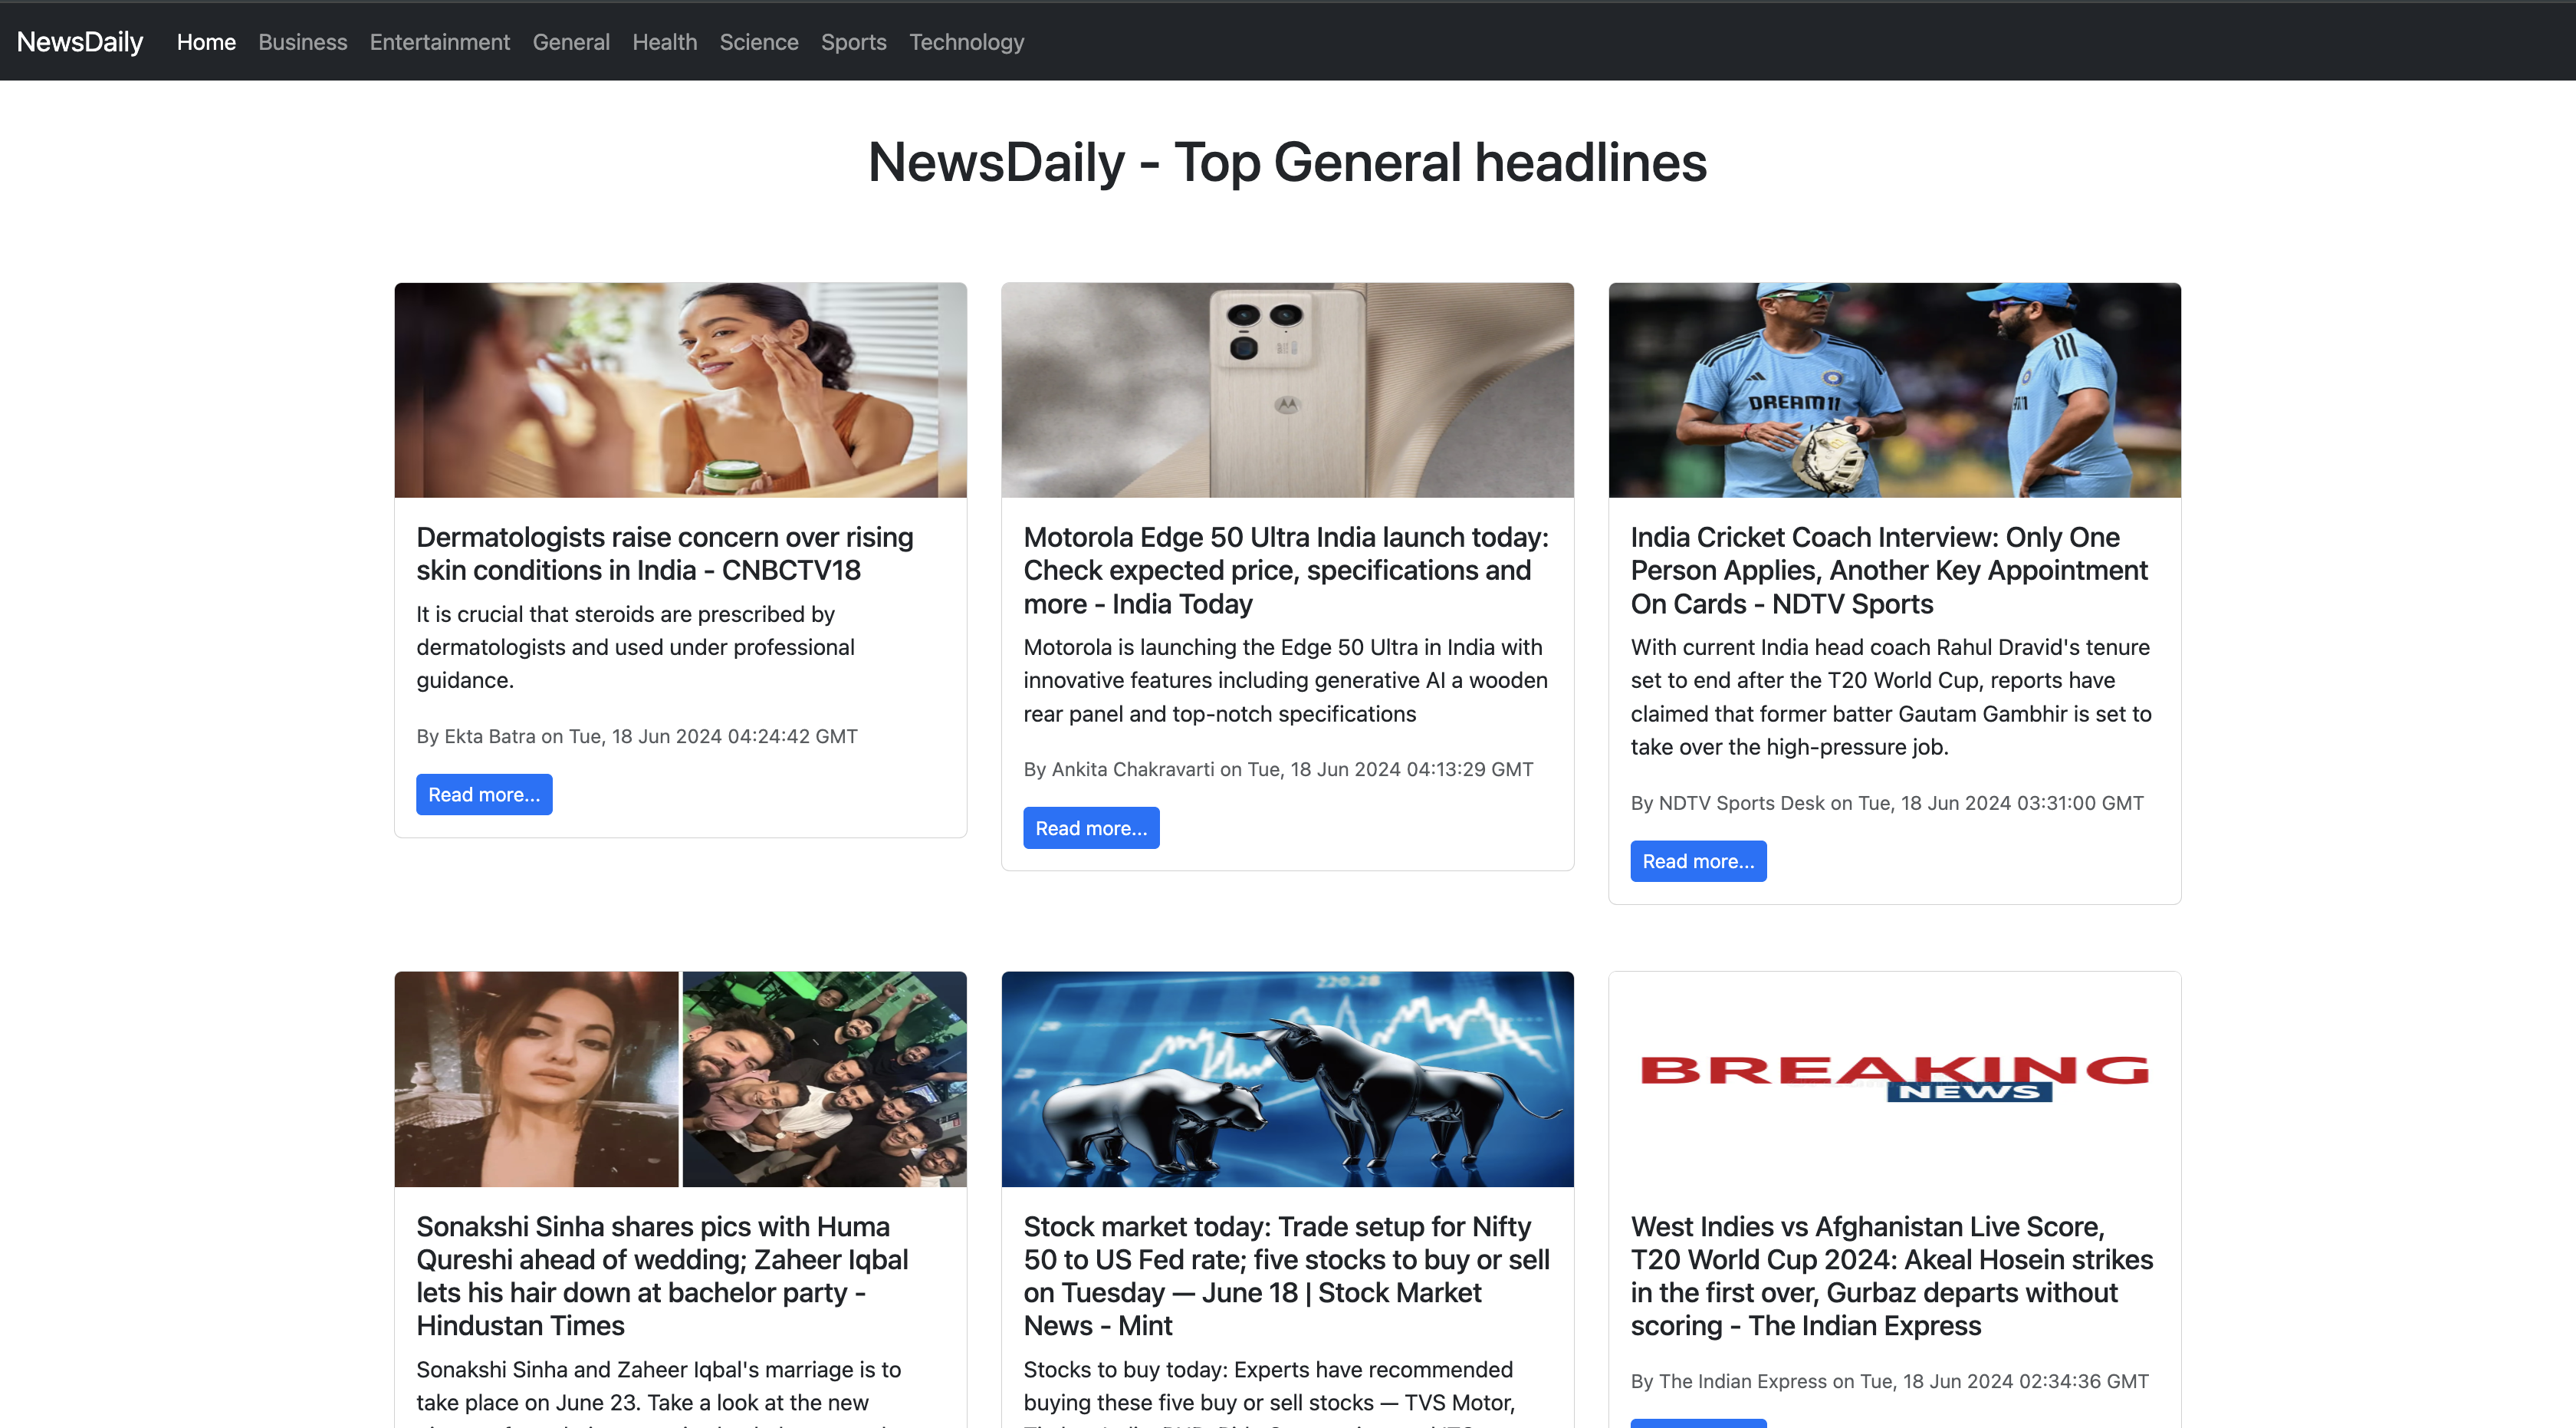 NewsDaily Home Business Entertainment General Health Science Sports Technology
NewsDaily - Top General headlines
DREAM11
Dermatologists raise concern over rising
skin conditions in India - CNBCTV18
It is crucial that steroids are prescribed by
dermatologists and used under professional
guidance.
By Ekta Batra on Tue, 18 Jun 2024 04:24:42 GMT
Read more...
Motorola Edge 50 Ultra India launch today:
Check expected price, specifications and
more - India Today
Motorola is launching the Edge 50 Ultra in India with
innovative features including generative AI a wooden
rear panel and top-notch specifications
By Ankita Chakravarti on Tue, 18 Jun 2024 04:13:29 GMT
Read more...
India Cricket Coach Interview: Only One
Person Applies, Another Key Appointment
On Cards - NDTV Sports
With current India head coach Rahul Dravid's tenure
set to end after the T20 World Cup, reports have
claimed that former batter Gautam Gambhir is set to
take over the high-pressure job.
By NDTV Sports Desk on Tue, 18 Jun 2024 03:31:00 GMT
Read more...
Sonakshi Sinha shares pics with Huma
Qureshi ahead of wedding; Zaheer Iqbal
lets his hair down at bachelor party -
Hindustan Times
Sonakshi Sinha and Zaheer Iqbal's marriage is to
take place on June 23. Take a look at the new
220,28
Stock market today: Trade setup for Nifty
50 to US Fed rate; five stocks to buy or sell
on Tuesday — June 18 | Stock Market
News - Mint
Stocks to buy today: Experts have recommended
buying these five buy or sell stocks — TVS Motor,
BREAKING
NEWS
West Indies vs Afghanistan Live Score,
T20 World Cup 2024: Akeal Hosein strikes
in the first over, Gurbaz departs without
scoring - The Indian Express
By The Indian Express on Tue, 18 Jun 2024 02:34:36 GMT